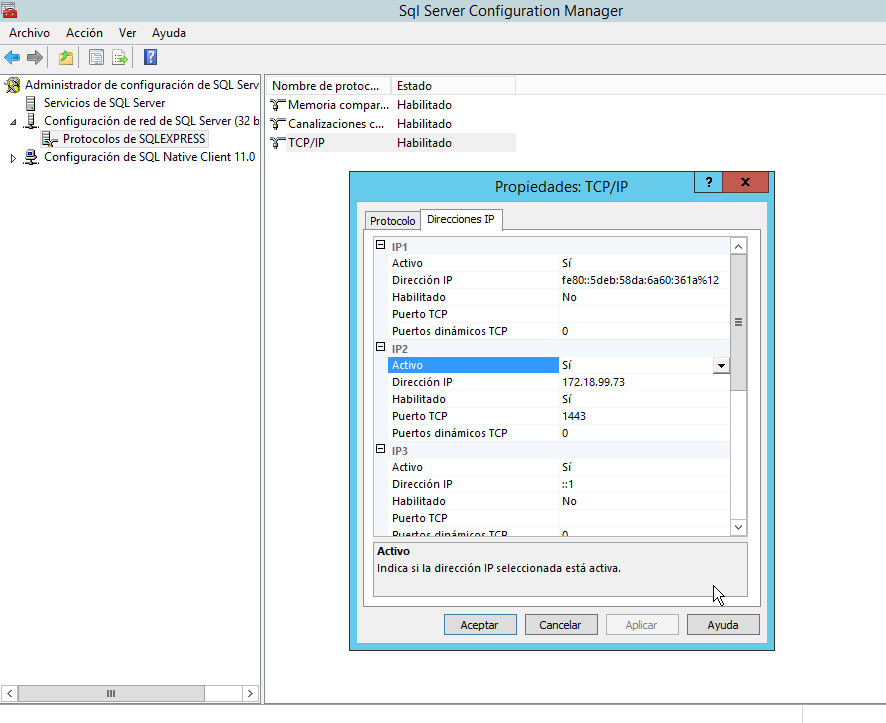 Sql Server Configuration Manager
Archivo Acción Ver Ayuda
Administrador de configuración de SQL Serv
Servicios de SQL Server
Configuración de red de SQL Server (32 b
Protocolos de SQLEXPRESS
Configuración de SQL Native Client 11.0
Nombre de protoc... Estado
Memoria compar... Habilitado
Canalizaciones c... Habilitado
TCP/IP Habilitado
Propiedades: TCP/IP
? x
Protocolo Direcciones IP
IP1
Activo Sí
Dirección IP fe80::5deb:58da:6a60:361a%12
Habilitado No
Puerto TCP
Puertos dinámicos TCP 0
IP2
Activo Sí
Dirección IP 172.18.99.73
Habilitado Sí
Puerto TCP 1443
Puertos dinámicos TCP 0
IP3
Activo Sí
Dirección IP ::1
Habilitado No
Puerto TCP
Puertos dinámicos TCP 0
Activo
Indica si la dirección IP seleccionada está activa.
Aceptar Cancelar Aplicar Ayuda